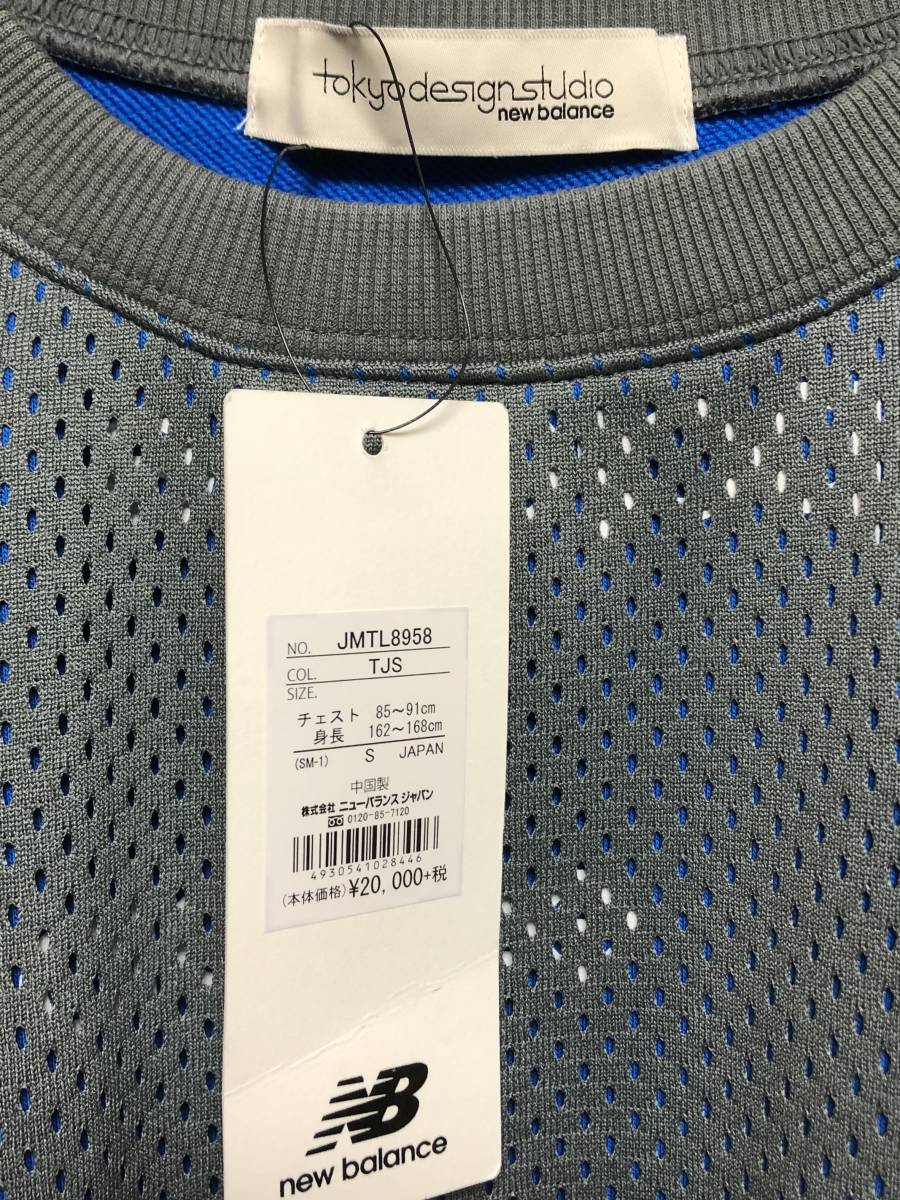 tokyodesignstudio
new balance
NO. JMTL8958
COL. TJS
SIZE.
チェスト 85～91cm
身長 162～168cm
(SM-1) S JAPAN
中国製
株式会社 ニューバランス ジャパン
0120-85-7120
4930541028446
(本体価格) ¥20,000+税
NB
new balance